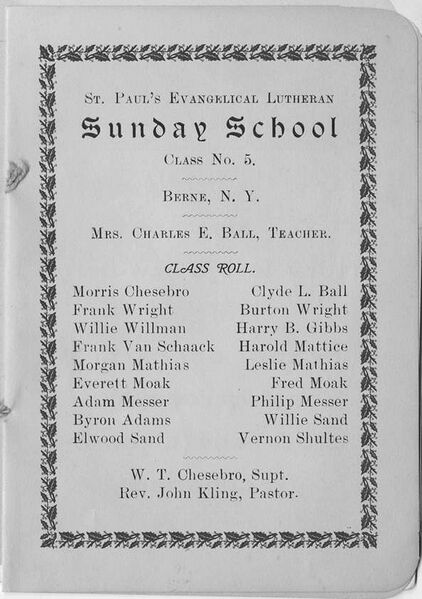 St. Paul's Evangelical Lutheran
Sunday School
Class No. 5.
Berne, N. Y.
Mrs. Charles E. Ball, Teacher.
CLASS ROLL.
Morris Chesebro Clyde L. Ball
Frank Wright Burton Wright
Willie Willman Harry B. Gibbs
Frank Van Schaack Harold Mattice
Morgan Mathias Leslie Mathias
Everett Moak Fred Moak
Adam Messer Philip Messer
Byron Adams Willie Sand
Elwood Sand Vernon Shultes
W. T. Chesebro, Supt.
Rev. John Kling, Pastor.